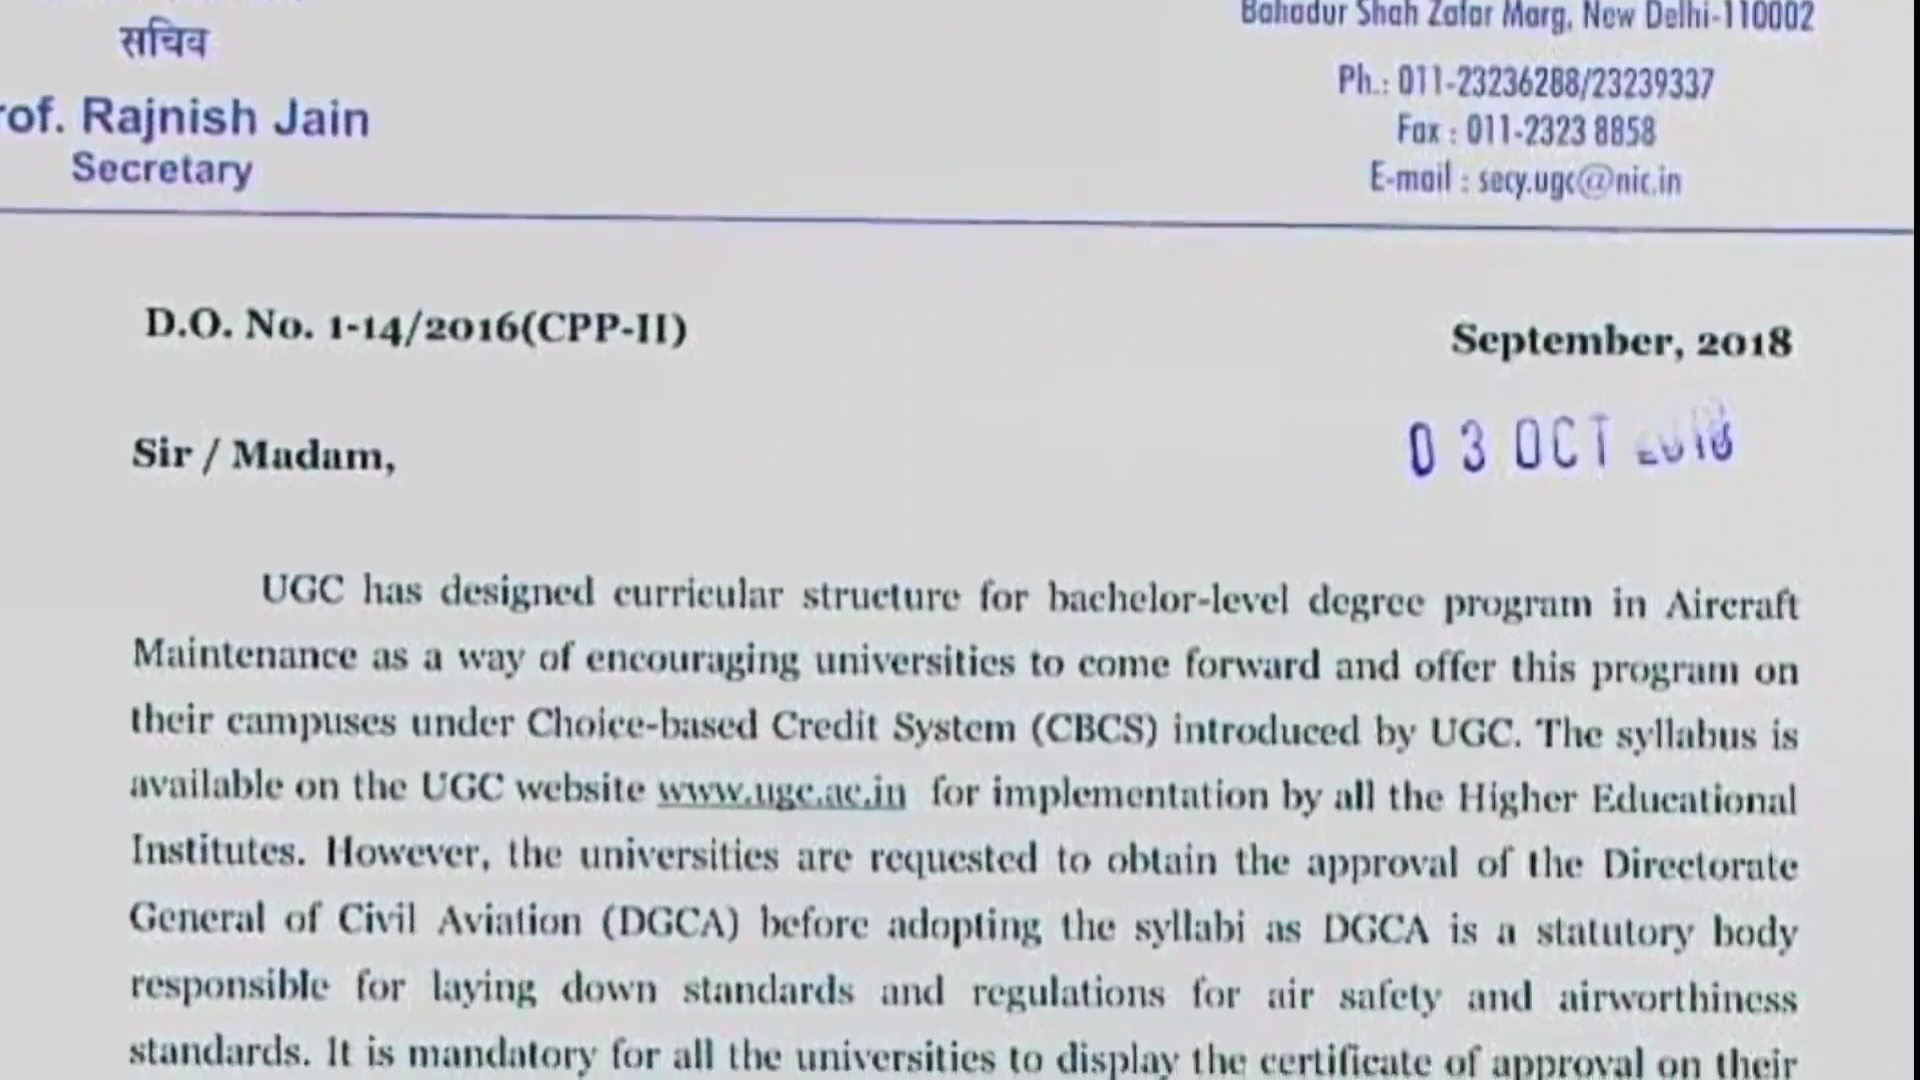 सचिव
rof. Rajnish Jain
Secretary
Bahadur Shah Zafar Marg, New Delhi-110002
Ph.: 011-23236288/23239337
Fax : 011-2323 8858
E-mail : secy.ugc@nic.in
D.O. No. 1-14/2016(CPP-II)
September, 2018
03 OCT 2018
Sir / Madam,
UGC has designed curricular structure for bachelor-level degree program in Aircraft
Maintenance as a way of encouraging universities to come forward and offer this program on
their campuses under Choice-based Credit System (CBCS) introduced by UGC. The syllabus is
available on the UGC website www.ugc.ac.in for implementation by all the Higher Educational
Institutes. However, the universities are requested to obtain the approval of the Directorate
General of Civil Aviation (DGCA) before adopting the syllabi as DGCA is a statutory body
responsible for laying down standards and regulations for air safety and airworthiness
standards. It is mandatory for all the universities to display the certificate of approval on their